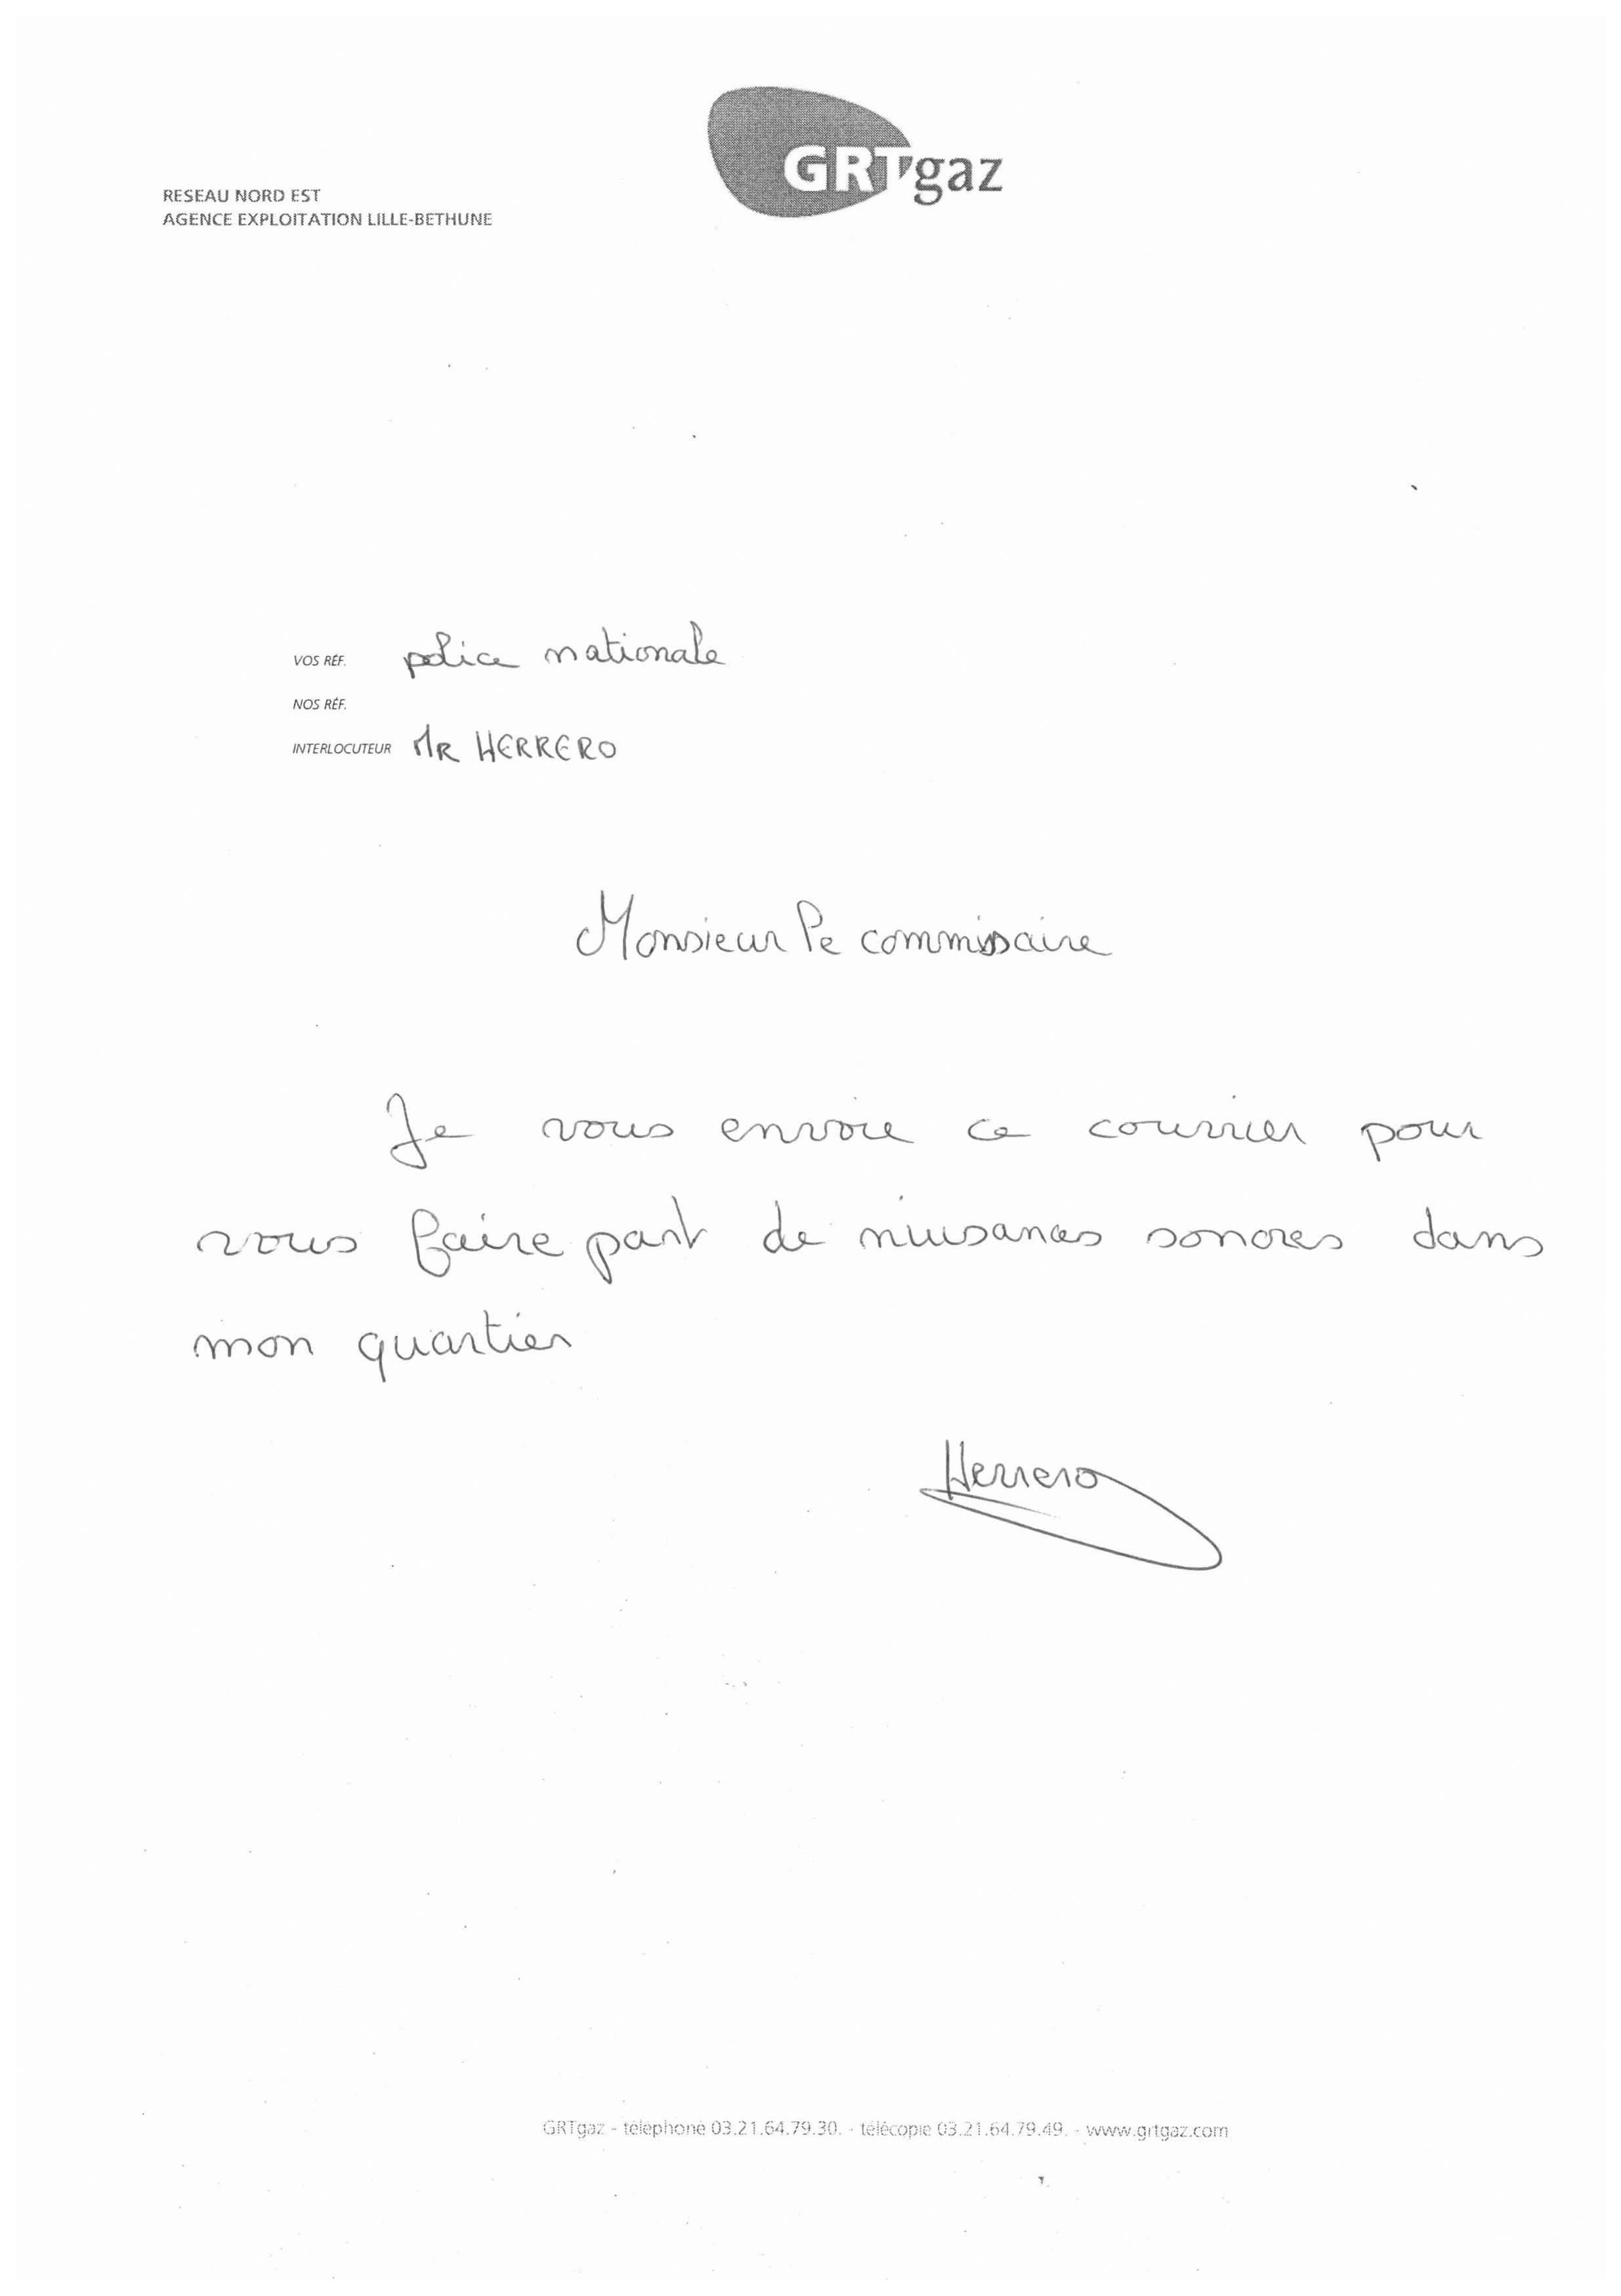 GRTgaz
RESEAU NORD EST
AGENCE EXPLOITATION LILLE-BETHUNE
VOS RÉF. police nationale
NOS RÉF.
INTERLOCUTEUR MR HERRERO
Monsieur le commissaire
Je vous envoie ce courrier pour
vous faire part de nuisances sonores dans
mon quartier
Herrero
GRTgaz - téléphone 03.21.64.79.30. - télécopie 03.21.64.79.49. - www.grtgaz.com